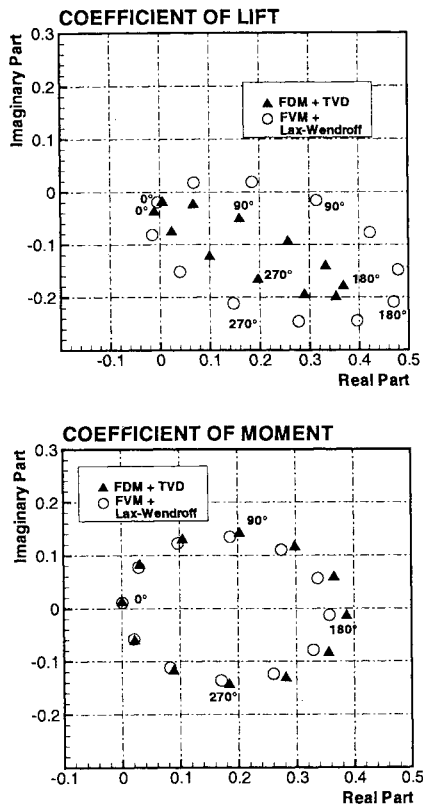 COEFFICIENT OF LIFT
Imaginary Part
0.3
0.2
0.1
0
-0.1
-0.2
▲ FDM + TVD
○ FVM +
Lax-Wendroff
0°
0°
90°
90°
270°
180°
270°
180°
-0.1 0 0.1 0.2 0.3 0.4 0.5
Real Part
COEFFICIENT OF MOMENT
Imaginary Part
0.3
0.2
0.1
0
-0.1
-0.2
▲ FDM + TVD
○ FVM +
Lax-Wendroff
90°
0°
180°
270°
-0.1 0 0.1 0.2 0.3 0.4 0.5
Real Part